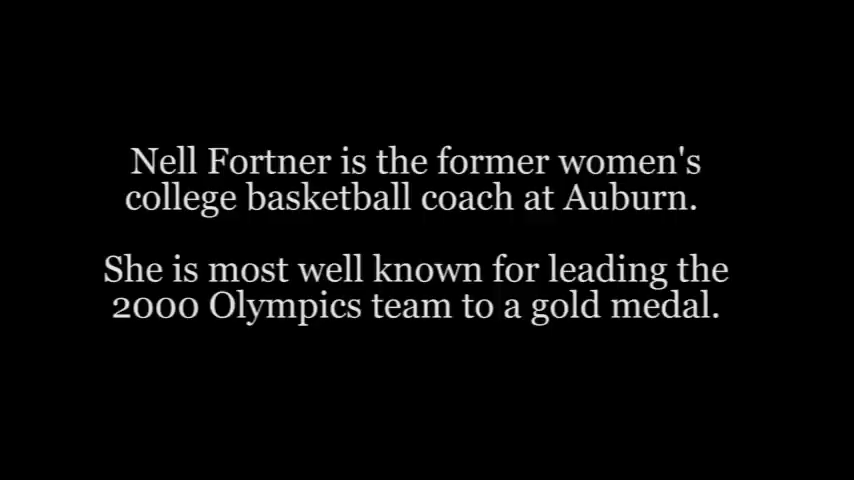 Nell Fortner is the former women's
college basketball coach at Auburn.
She is most well known for leading the
2000 Olympics team to a gold medal.